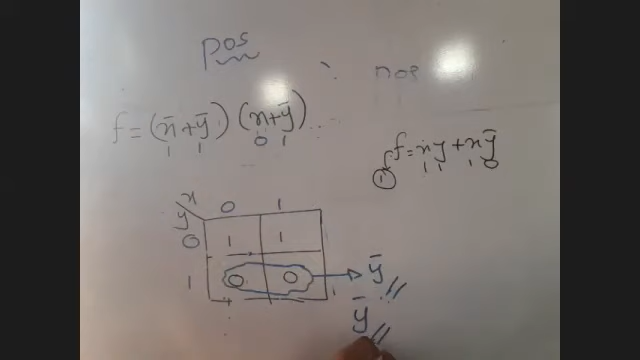 pos
nos
f = (x̄ + ȳ) (x + ȳ)
1 1 0 1
f = xy + xȳ
1 1 1 0
1
x 0 1
y
0 1 1
1 0 0 ȳ
ȳ